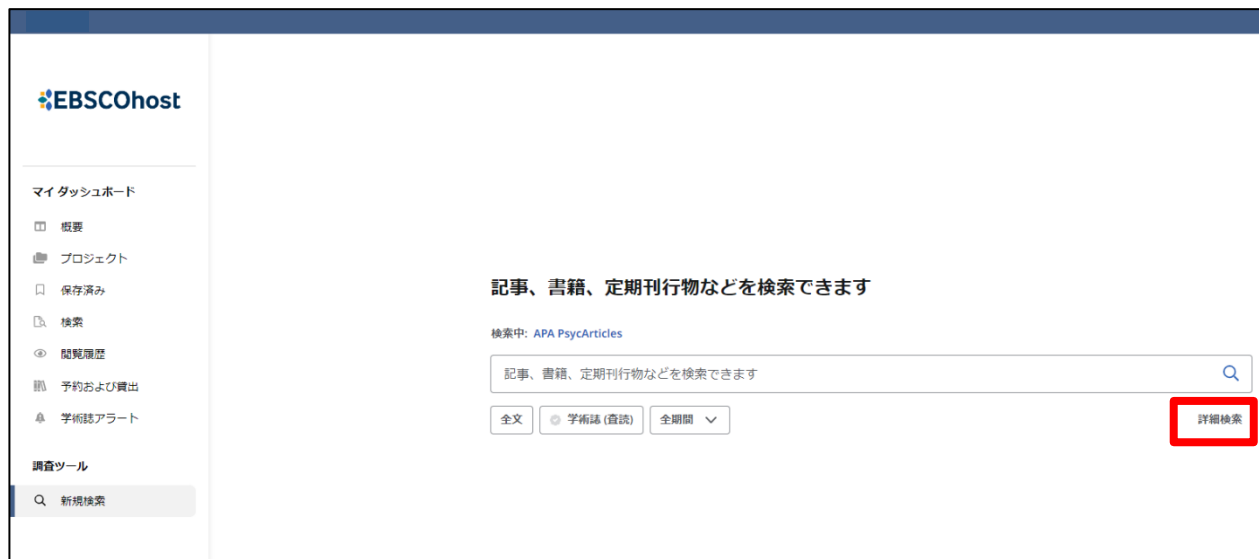 EBSCOhost
マイ ダッシュボード
概要
プロジェクト
保存済み
検索
閲覧履歴
予約および貸出
学術誌アラート
調査ツール
新規検索
記事、書籍、定期刊行物などを検索できます
検索中: APA PsycArticles
記事、書籍、定期刊行物などを検索できます
全文 学術誌 (査読) 全期間 詳細検索